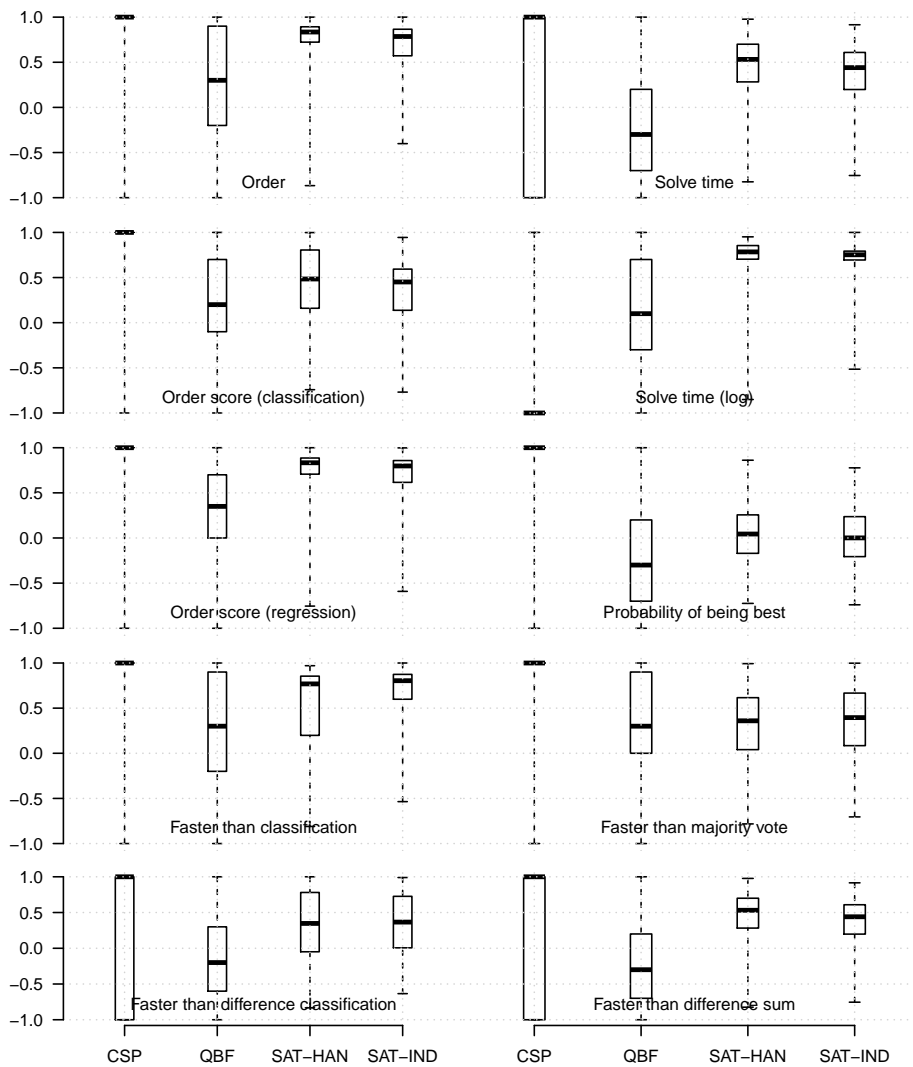 1.0
0.5
0.0
−0.5
−1.0
Order
Solve time
1.0
0.5
0.0
−0.5
−1.0
Order score (classification)
Solve time (log)
1.0
0.5
0.0
−0.5
−1.0
Order score (regression)
Probability of being best
1.0
0.5
0.0
−0.5
−1.0
Faster than classification
Faster than majority vote
1.0
0.5
0.0
−0.5
−1.0
Faster than difference classification
Faster than difference sum
CSP QBF SAT−HAN SAT−IND CSP QBF SAT−HAN SAT−IND